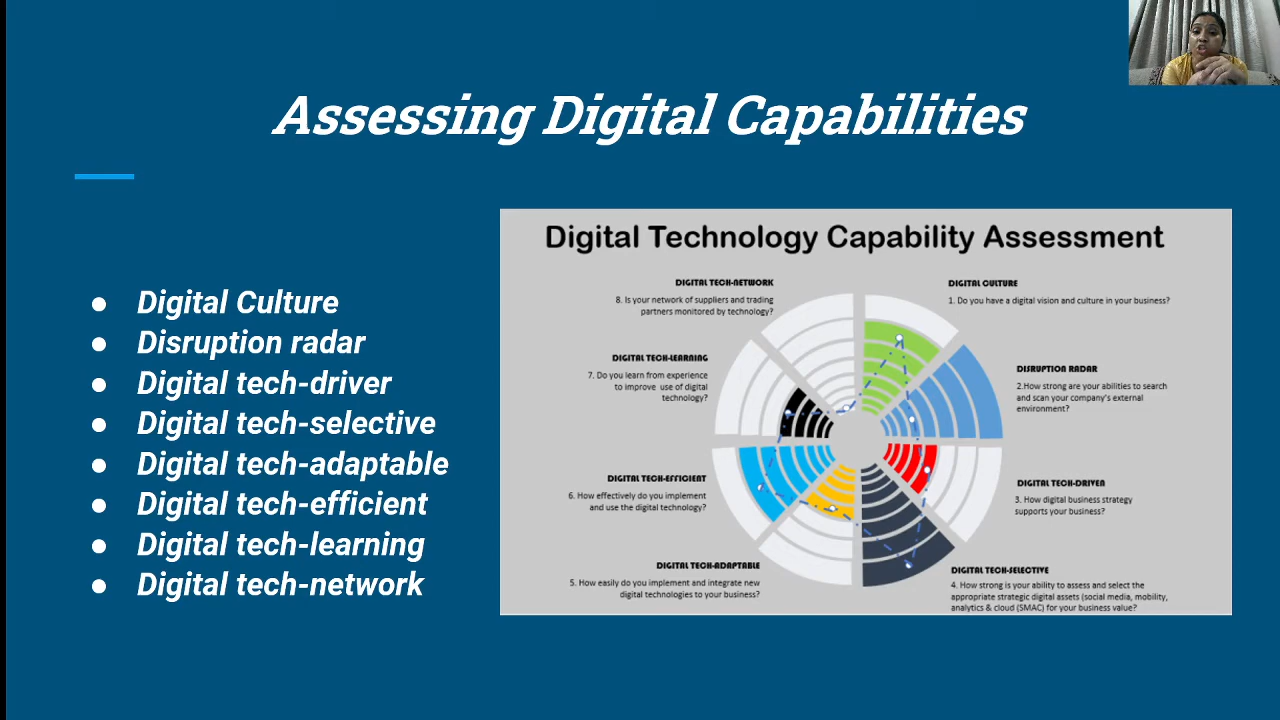 Assessing Digital Capabilities
● Digital Culture
● Disruption radar
● Digital tech-driver
● Digital tech-selective
● Digital tech-adaptable
● Digital tech-efficient
● Digital tech-learning
● Digital tech-network
Digital Technology Capability Assessment
DIGITAL TECH-NETWORK
8. Is your network of suppliers and trading
partners monitored by technology?
DIGITAL CULTURE
1. Do you have a digital vision and culture in your business?
DIGITAL TECH-LEARNING
7. Do you learn from experience
to improve use of digital
technology?
DISRUPTION RADAR
2.How strong are your abilities to search
and scan your company's external
environment?
DIGITAL TECH-EFFICIENT
6. How effectively do you implement
and use the digital technology?
DIGITAL TECH-DRIVEN
3. How digital business strategy
supports your business?
DIGITAL TECH-ADAPTABLE
5. How easily do you implement and integrate new
digital technologies to your business?
DIGITAL TECH-SELECTIVE
4. How strong is your ability to assess and select the
appropriate strategic digital assets (social media, mobility,
analytics & cloud (SMAC) for your business value?